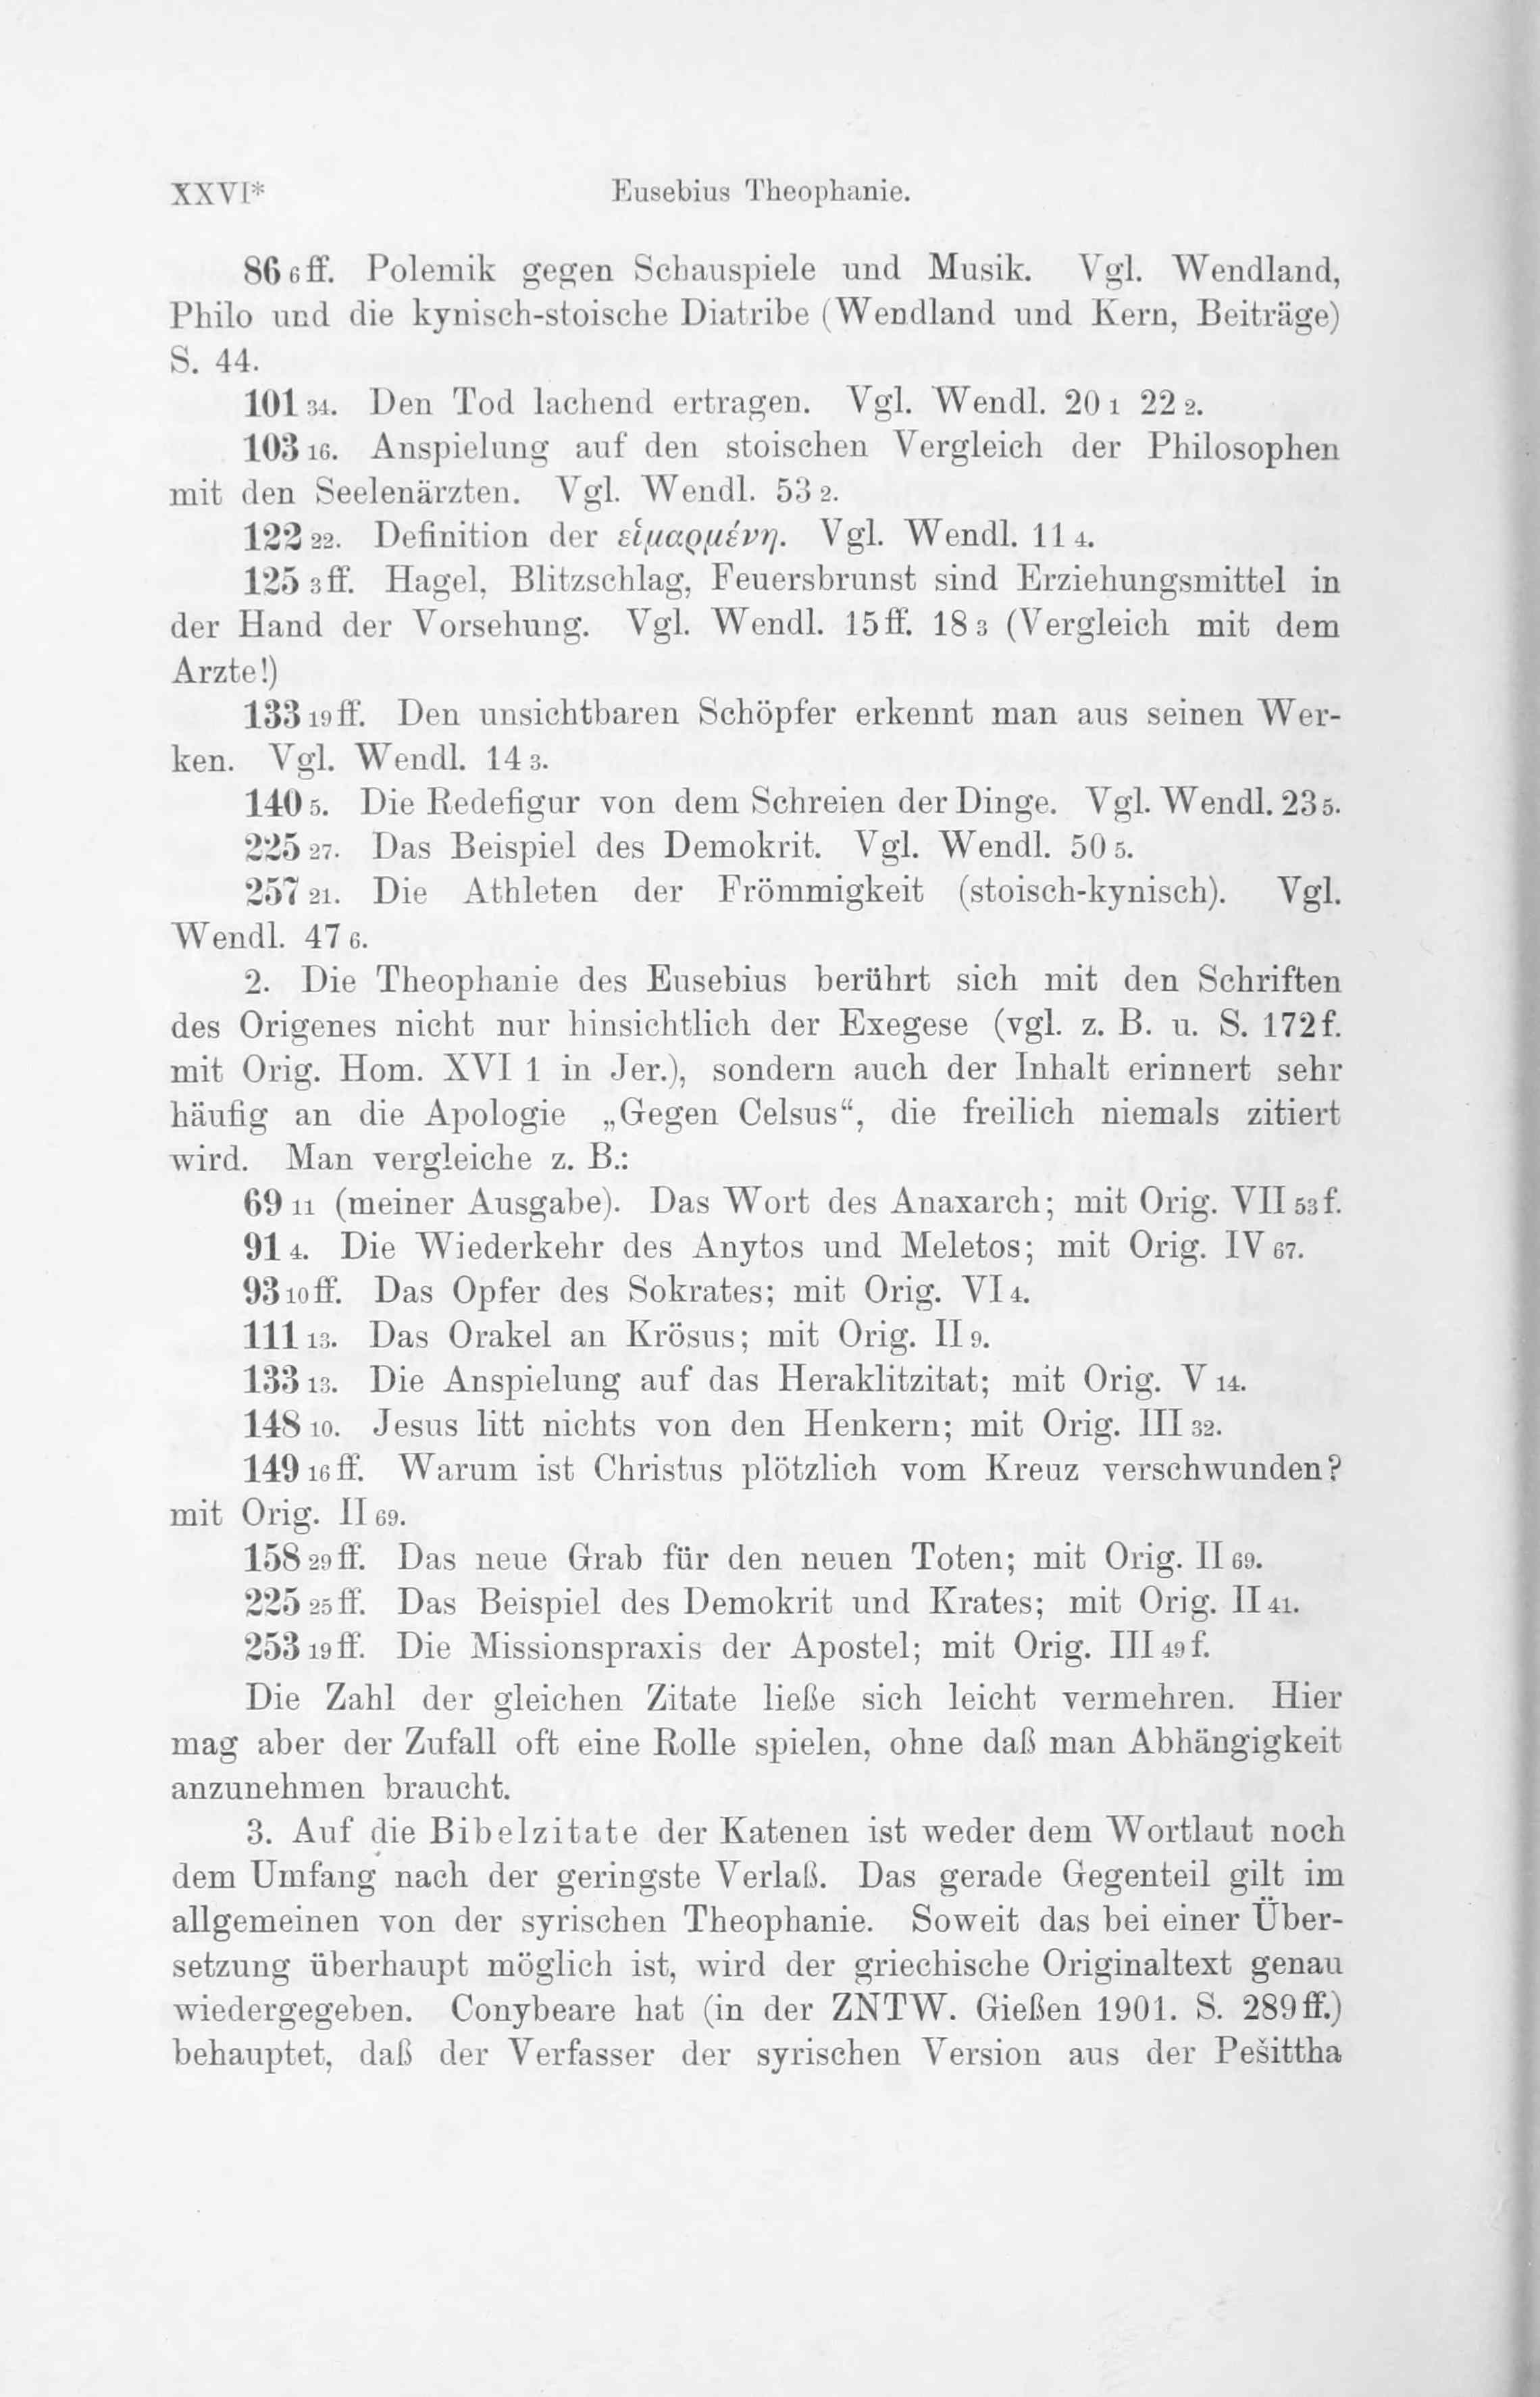 XXVI* Eusebius Theophanie.
86 6 ff. Polemik gegen Schauspiele und Musik. Vgl. Wendland,
Philo und die kynisch-stoische Diatribe (Wendland und Kern, Beiträge)
S. 44.
101 34. Den Tod lachend ertragen. Vgl. Wendl. 20 1 22 2.
103 16. Anspielung auf den stoischen Vergleich der Philosophen
mit den Seelenärzten. Vgl. Wendl. 53 2.
122 22. Definition der εἱμαρμένη. Vgl. Wendl. 11 4.
125 3 ff. Hagel, Blitzschlag, Feuersbrunst sind Erziehungsmittel in
der Hand der Vorsehung. Vgl. Wendl. 15 ff. 18 3 (Vergleich mit dem
Arzte!)
133 19 ff. Den unsichtbaren Schöpfer erkennt man aus seinen Wer-
ken. Vgl. Wendl. 14 3.
140 5. Die Redefigur von dem Schreien der Dinge. Vgl. Wendl. 23 5.
225 27. Das Beispiel des Demokrit. Vgl. Wendl. 50 5.
257 21. Die Athleten der Frömmigkeit (stoisch-kynisch). Vgl.
Wendl. 47 6.
2. Die Theophanie des Eusebius berührt sich mit den Schriften
des Origenes nicht nur hinsichtlich der Exegese (vgl. z. B. u. S. 172 f.
mit Orig. Hom. XVI 1 in Jer.), sondern auch der Inhalt erinnert sehr
häufig an die Apologie „Gegen Celsus“, die freilich niemals zitiert
wird. Man vergleiche z. B.:
69 11 (meiner Ausgabe). Das Wort des Anaxarch; mit Orig. VII 53 f.
91 4. Die Wiederkehr des Anytos und Meletos; mit Orig. IV 67.
93 10 ff. Das Opfer des Sokrates; mit Orig. VI 4.
111 13. Das Orakel an Krösus; mit Orig. II 9.
133 13. Die Anspielung auf das Heraklitzitat; mit Orig. V 14.
148 10. Jesus litt nichts von den Henkern; mit Orig. III 32.
149 16 ff. Warum ist Christus plötzlich vom Kreuz verschwunden?
mit Orig. II 69.
158 29 ff. Das neue Grab für den neuen Toten; mit Orig. II 69.
225 25 ff. Das Beispiel des Demokrit und Krates; mit Orig. II 41.
253 19 ff. Die Missionspraxis der Apostel; mit Orig. III 49 f.
Die Zahl der gleichen Zitate ließe sich leicht vermehren. Hier
mag aber der Zufall oft eine Rolle spielen, ohne daß man Abhängigkeit
anzunehmen braucht.
3. Auf die Bibelzitate der Katenen ist weder dem Wortlaut noch
dem Umfang nach der geringste Verlaß. Das gerade Gegenteil gilt im
allgemeinen von der syrischen Theophanie. Soweit das bei einer Über-
setzung überhaupt möglich ist, wird der griechische Originaltext genau
wiedergegeben. Conybeare hat (in der ZNTW. Gießen 1901. S. 289 ff.)
behauptet, daß der Verfasser der syrischen Version aus der Pešittha